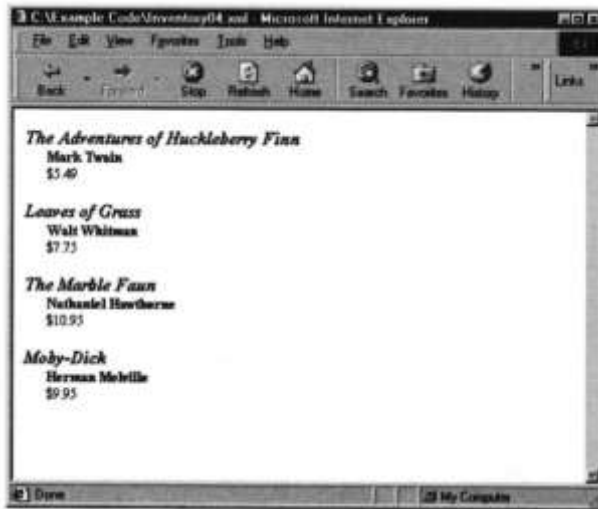 C:\Example Code\Inventory04.xml - Microsoft Internet Explorer
File Edit View Favorites Tools Help
Back Forward Stop Refresh Home Search Favorites History » Links »
The Adventures of Huckleberry Finn
Mark Twain
$5.49
Leaves of Grass
Walt Whitman
$7.75
The Marble Faun
Nathaniel Hawthorne
$10.95
Moby-Dick
Herman Melville
$9.95
Done My Computer